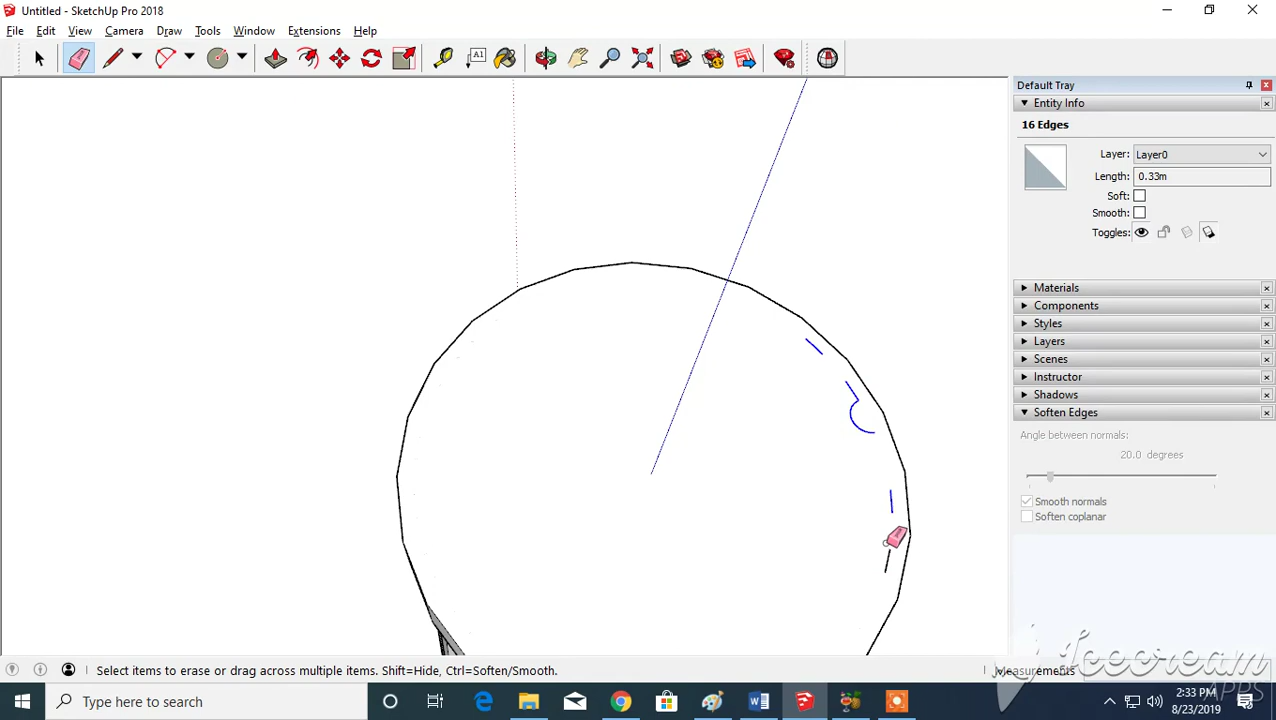 Untitled - SketchUp Pro 2018
File Edit View Camera Draw Tools Window Extensions Help
A1
Default Tray
Entity Info
16 Edges
Layer: Layer0
Length: 0.33m
Soft:
Smooth:
Toggles:
Materials
Components
Styles
Layers
Scenes
Instructor
Shadows
Soften Edges
Angle between normals:
20.0 degrees
Smooth normals
Soften coplanar
Select items to erase or drag across multiple items. Shift=Hide, Ctrl=Soften/Smooth.
Measurements
Icecream
APPS
Type here to search
2:33 PM
8/23/2019